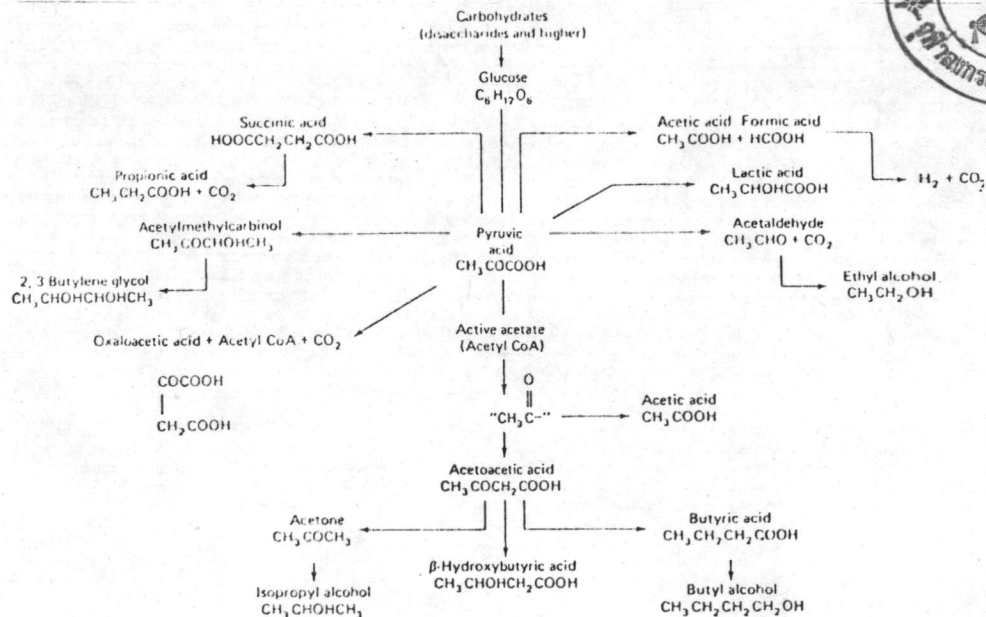 Carbohydrates
(disaccharides and higher)
Glucose
C₆H₁₂O₆
Succinic acid
HOOCCH₂CH₂COOH
Acetic acid Formic acid
CH₃COOH + HCOOH
Propionic acid
CH₃CH₂COOH + CO₂
Lactic acid
CH₃CHOHCOOH
H₂ + CO₂
Acetylmethylcarbinol
CH₃COCHOHCH₃
Pyruvic
acid
CH₃COCOOH
Acetaldehyde
CH₃CHO + CO₂
2, 3 Butylene glycol
CH₃CHOHCHOHCH₃
Ethyl alcohol
CH₃CH₂OH
Oxaloacetic acid + Acetyl CoA + CO₂
COCOOH
CH₂COOH
Active acetate
(Acetyl CoA)
O
"CH₃C-"
Acetic acid
CH₃COOH
Acetoacetic acid
CH₃COCH₂COOH
Acetone
CH₃COCH₃
Butyric acid
CH₃CH₂CH₂COOH
β-Hydroxybutyric acid
CH₃CHOHCH₂COOH
Isopropyl alcohol
CH₃CHOHCH₃
Butyl alcohol
CH₃CH₂CH₂CH₂OH